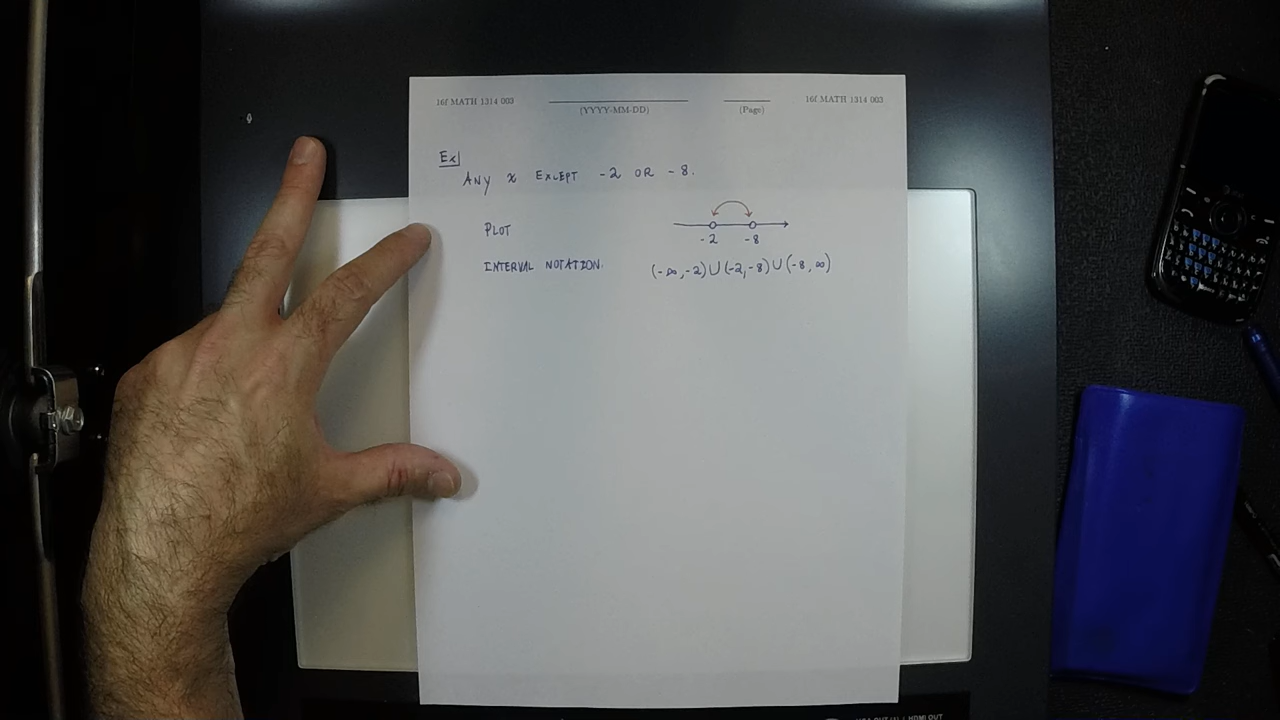 16f MATH 1314 003 (YYYY-MM-DD) (Page) 16f MATH 1314 003
Ex
ANY x EXCEPT -2 OR -8.
PLOT
-2 -8
INTERVAL NOTATION. (-∞,-2)∪(-2,-8)∪(-8,∞)